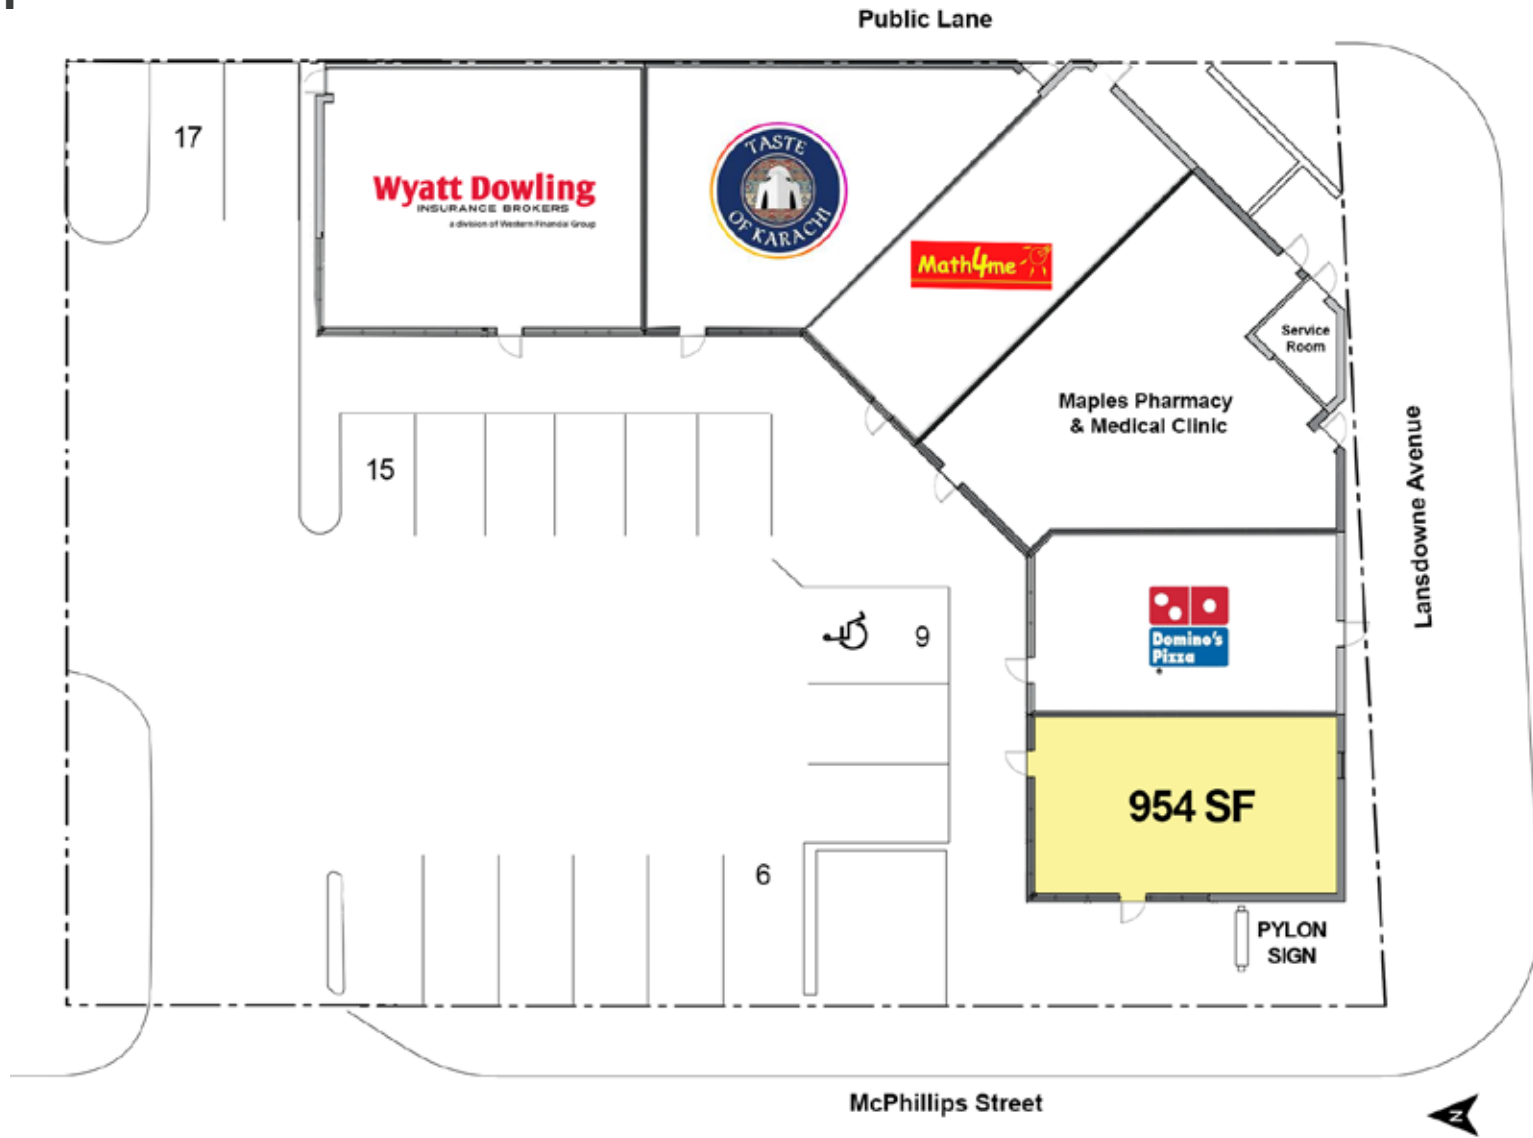 Public Lane
17
Wyatt Dowling
INSURANCE BROKERS
a division of Western Financial Group
TASTE
OF KARACHI
Math4me
Service
Room
Maples Pharmacy
& Medical Clinic
15
Lansdowne Avenue
9
Domino's
Pizza
954 SF
6
PYLON
SIGN
McPhillips Street
N